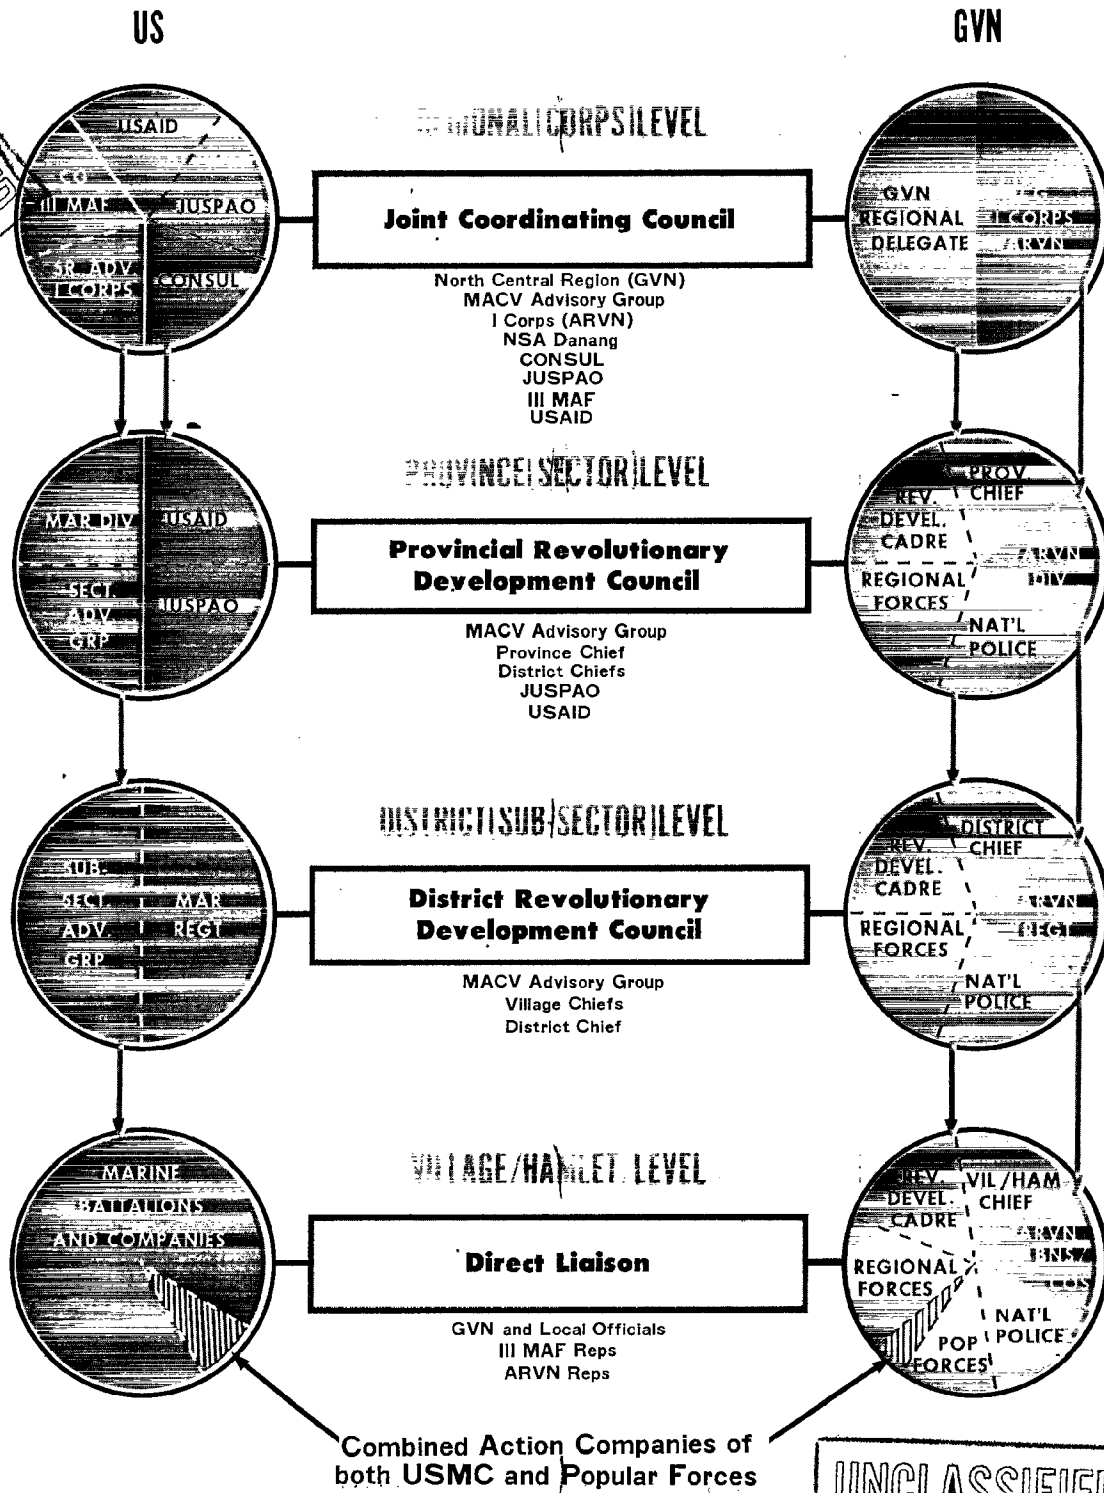 US
GVN
CORPS LEVEL
USAID
CO
III MAF
JUSPAO
SR. ADV.
I CORPS
CONSUL
Joint Coordinating Council
GVN
REGIONAL
DELEGATE
I CORPS
ARVN
North Central Region (GVN)
MACV Advisory Group
I Corps (ARVN)
NSA Danang
CONSUL
JUSPAO
III MAF
USAID
PROVINCE/SECTOR LEVEL
MAR DIV
USAID
SECT.
ADV.
GRP
JUSPAO
Provincial Revolutionary
Development Council
PROV.
CHIEF
REV.
DEVEL.
CADRE
ARVN
DIV
REGIONAL
FORCES
NAT'L
POLICE
MACV Advisory Group
Province Chief
District Chiefs
JUSPAO
USAID
DISTRICT/SUB/SECTOR LEVEL
SUB.
SECT.
ADV.
GRP
MAR
REGT
District Revolutionary
Development Council
DISTRICT
CHIEF
REV.
DEVEL.
CADRE
ARVN
REGT
REGIONAL
FORCES
NAT'L
POLICE
MACV Advisory Group
Village Chiefs
District Chief
VILLAGE/HAMLET LEVEL
MARINE
BATTALIONS
AND COMPANIES
Direct Liaison
REV.
DEVEL.
CADRE
VIL/HAM
CHIEF
ARVN
BNS/
COS
REGIONAL
FORCES
POP
FORCES
NAT'L
POLICE
GVN and Local Officials
III MAF Reps
ARVN Reps
Combined Action Companies of
both USMC and Popular Forces
UNCLASSIFIED